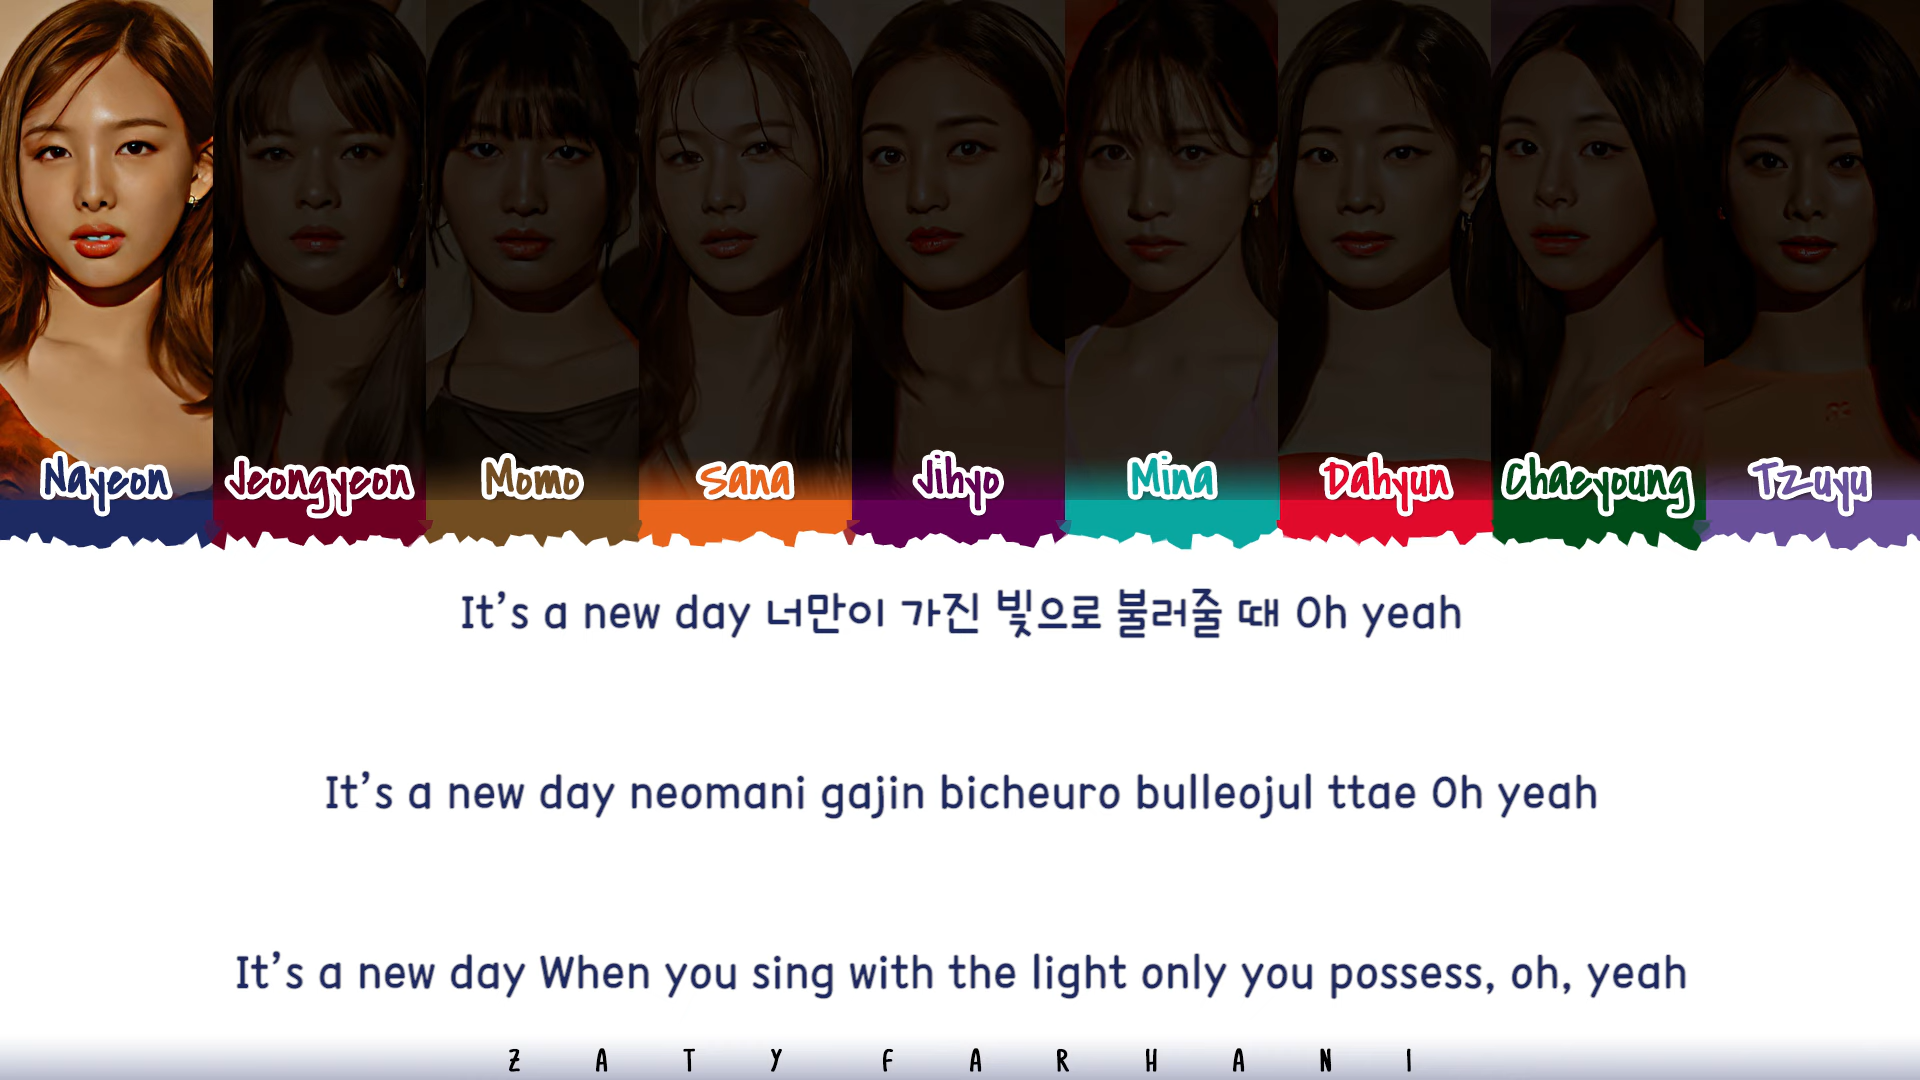 Nayeon Jeongyeon Momo Sana Jihyo Mina Dahyun Chaeyoung Tzuyu
It's a new day 너만이 가진 빛으로 불러줄 때 Oh yeah
It's a new day neomani gajin bicheuro bulleojul ttae Oh yeah
It's a new day When you sing with the light only you possess, oh, yeah
ZATY FARHANI